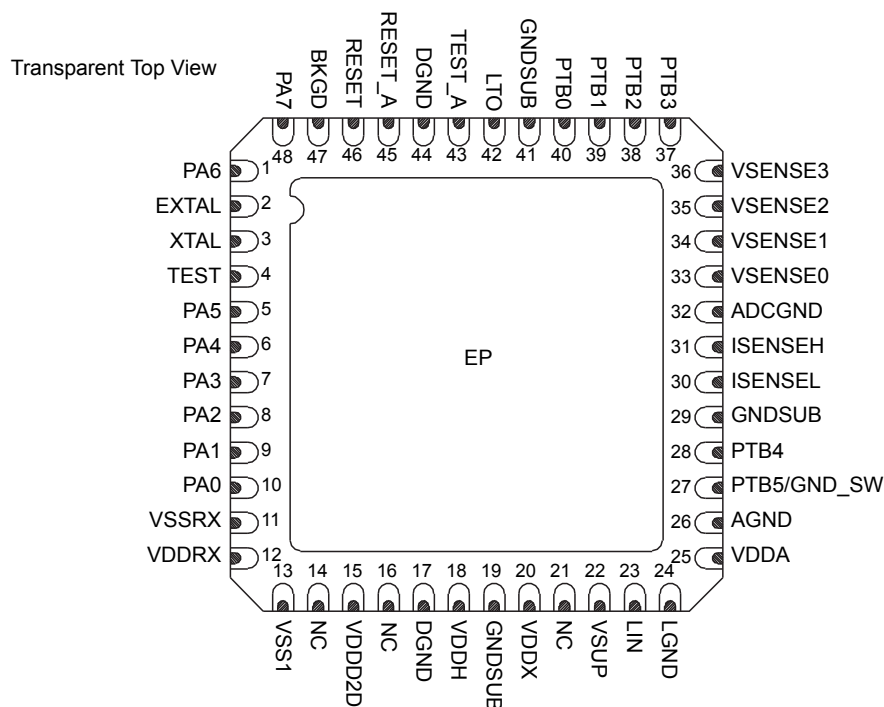 Transparent Top View
PA7
BKGD
RESET
RESET_A
DGND
TEST_A
LTO
GNDSUB
PTB0
PTB1
PTB2
PTB3
48 47 46 45 44 43 42 41 40 39 38 37
PA6 1
EXTAL 2
XTAL 3
TEST 4
PA5 5
PA4 6
PA3 7
PA2 8
PA1 9
PA0 10
VSSRX 11
VDDRX 12
EP
36 VSENSE3
35 VSENSE2
34 VSENSE1
33 VSENSE0
32 ADCGND
31 ISENSEH
30 ISENSEL
29 GNDSUB
28 PTB4
27 PTB5/GND_SW
26 AGND
25 VDDA
13 14 15 16 17 18 19 20 21 22 23 24
VSS1
NC
VDDD2D
NC
DGND
VDDH
GNDSUB
VDDX
NC
VSUP
LIN
LGND